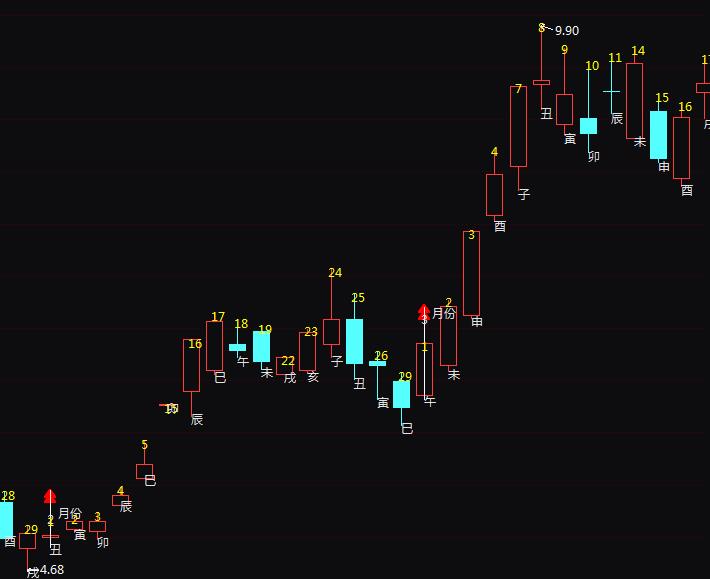 8
9.90
9
10
11
14
7
15
16
丑
寅
卯
辰
未
申
酉
4
子
酉
3
申
24
25
17
18
19
16
22
23
26
29
月份
3
2
1
巳
午
未
戌
亥
子
丑
寅
巳
午
未
15
卯
辰
5
巳
4
辰
28
29
月份
2
3
酉
戌
丑
寅
卯
4.68